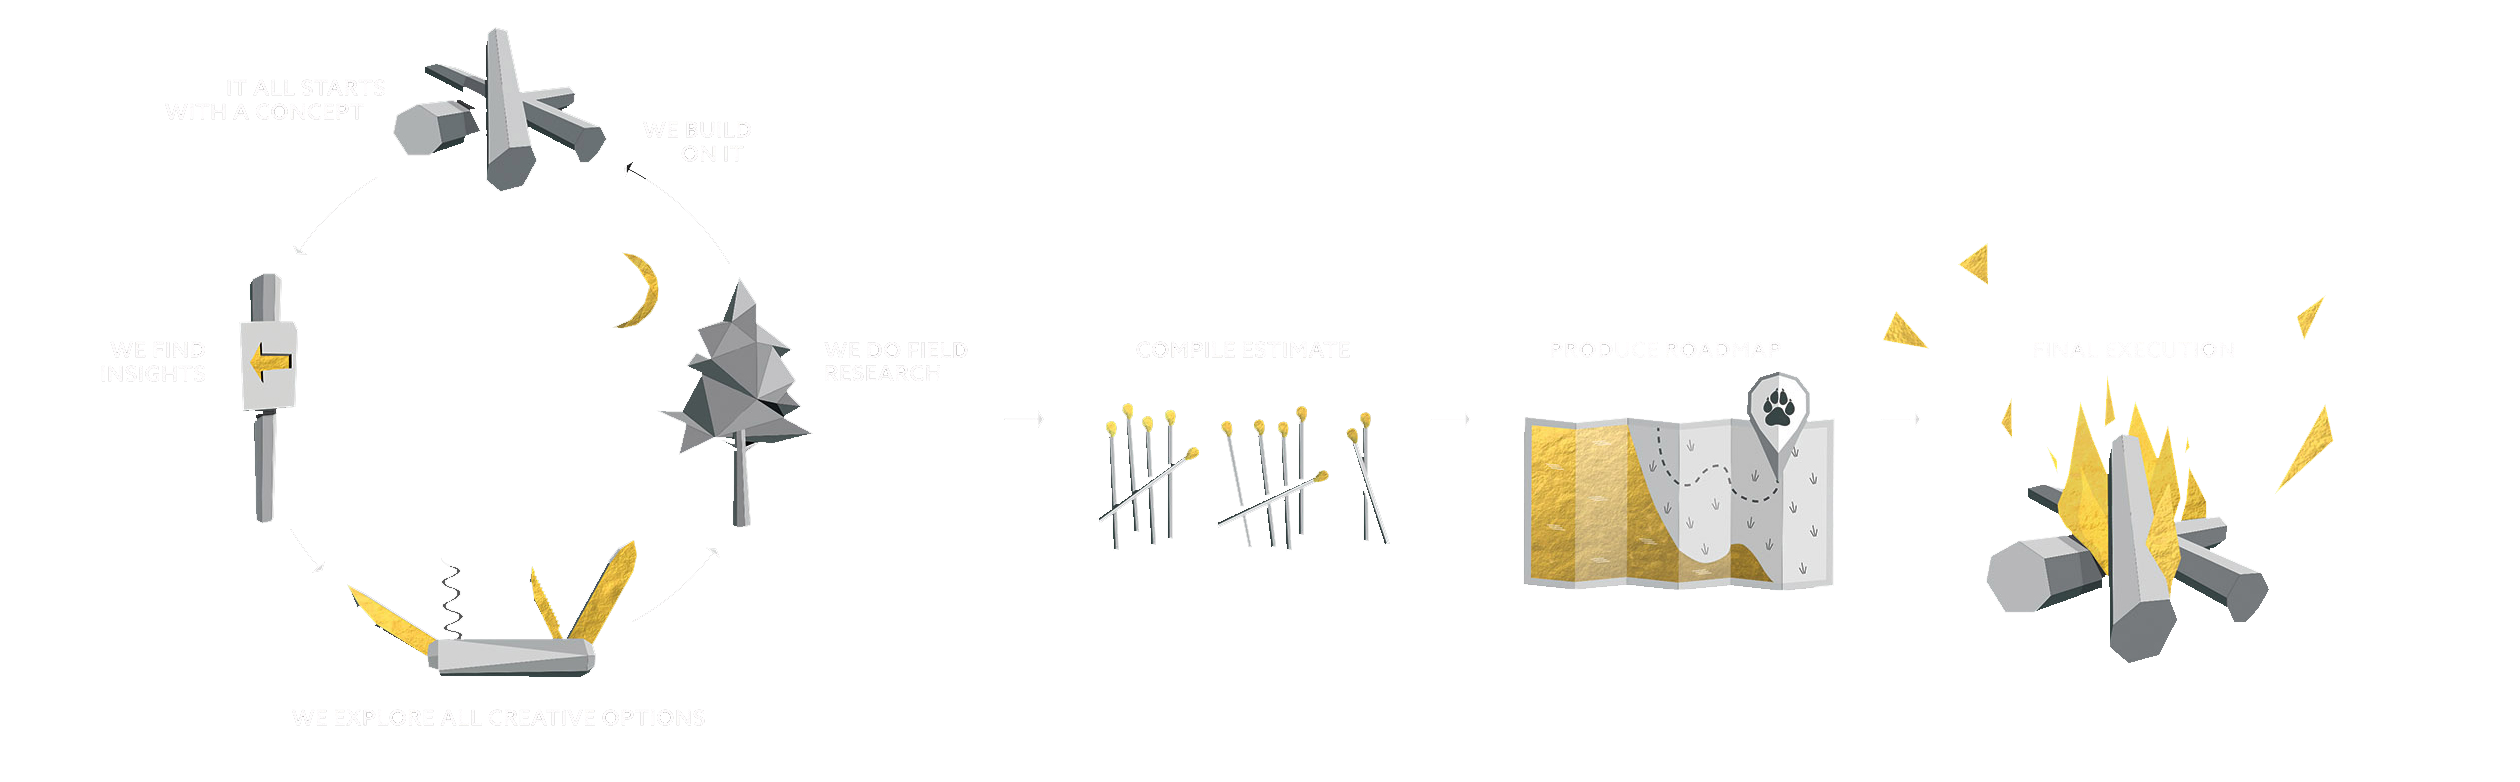 IT ALL STARTS
WITH A CONCEPT
WE BUILD
ON IT
WE FIND
INSIGHTS
WE DO FIELD
RESEARCH
WE EXPLORE ALL CREATIVE OPTIONS
COMPILE ESTIMATE
PRODUCE ROADMAP
FINAL EXECUTION